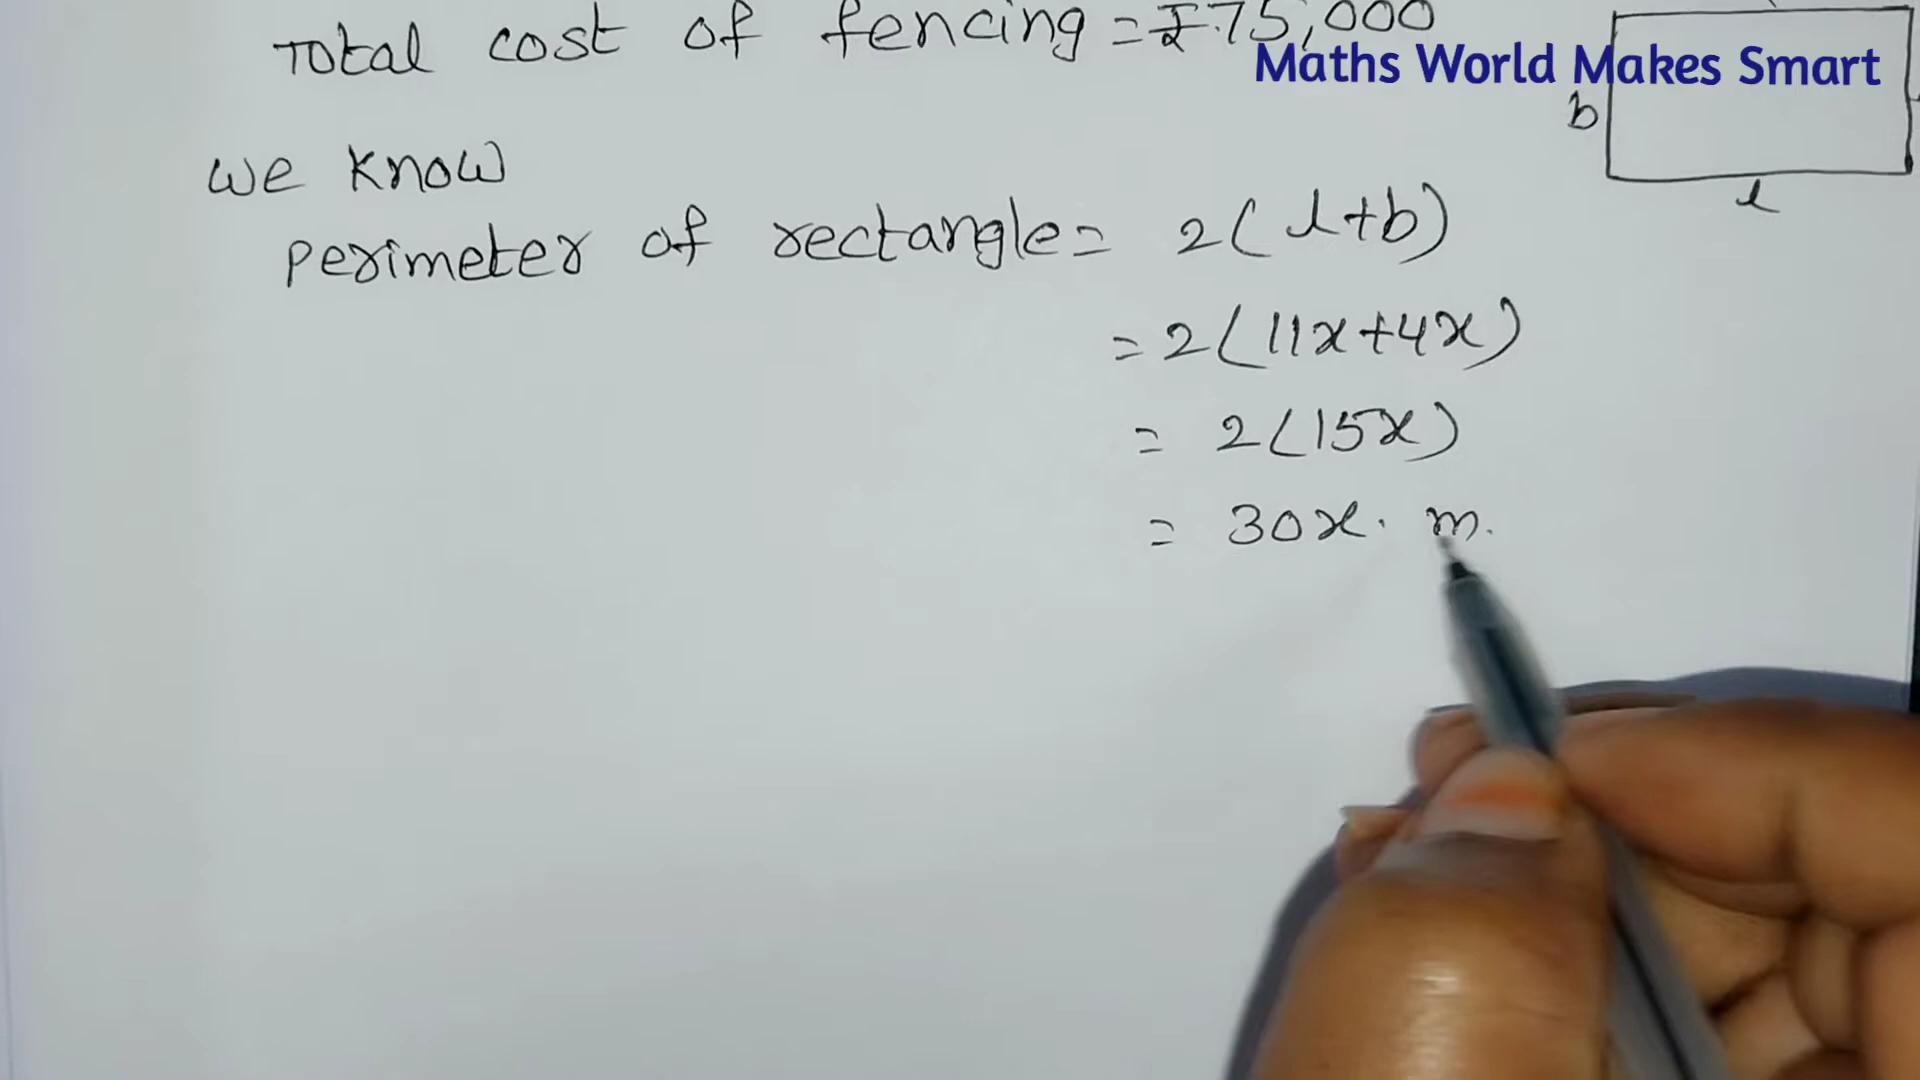 Total cost of fencing = ₹.75,000
Maths World Makes Smart
b
l
we know
perimeter of rectangle = 2(l+b)
= 2(11x+4x)
= 2(15x)
= 30x. m.